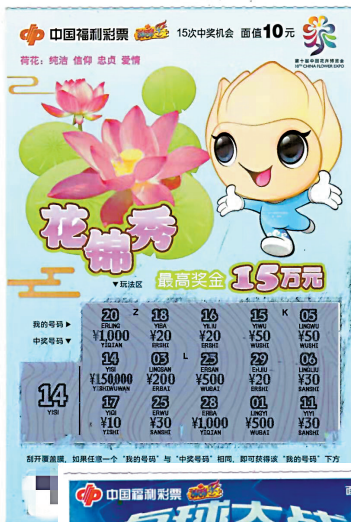 中国福利彩票 15次中奖机会 面值10元
荷花: 纯洁 信仰 忠贞 爱情
第十届中国花卉博览会
10TH CHINA FLOWER EXPO
花锦秀
最高奖金 15万元
▼玩法区
我的号码▶
中奖号码▼
20 Z 18 16 15 K 05
ERLING YIBA YILIU YIWU LINGWU
¥1,000 ¥20 ¥20 ¥50 ¥50
YIQIAN ERSHI ERSHI WUSHI WUSHI
14 03 L 25 29 06
YISI LINGSAN ERWU ERJIU LINGLIU
¥150,000 ¥200 ¥500 ¥20 ¥30
YISHIWUWAN ERBAI WUBAI ERSHI SANSHI
14
YISI
17 25 28 01 11
YIQI ERWU ERBA LINGYI YIYI
¥10 ¥30 ¥1,000 ¥500 ¥30
YISHI SANSHI YIQIAN WUBAI SANSHI
刮开覆盖膜，如果任意一个“我的号码”与“中奖号码”相同，即可获得该“我的号码”下方
中国福利彩票